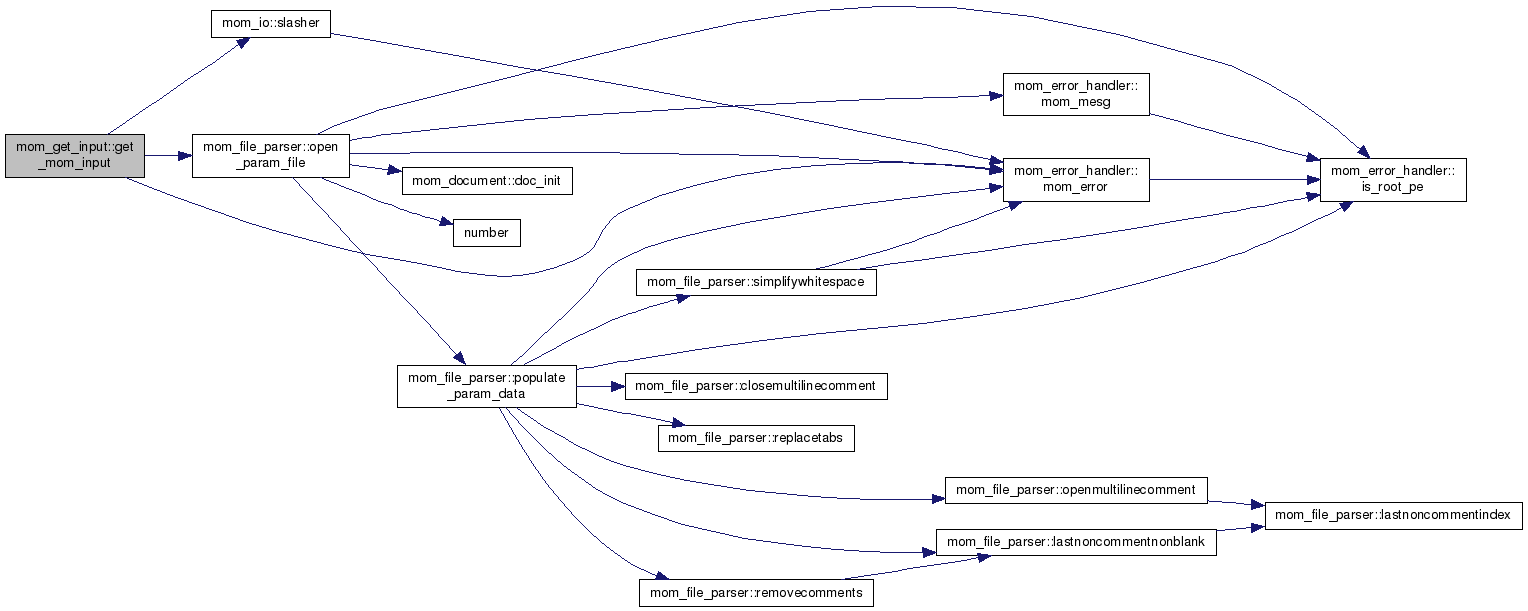 mom_io::slasher
mom_error_handler::
mom_mesg
mom_get_input::get
_mom_input
mom_file_parser::open
_param_file
mom_document::doc_init
mom_error_handler::
mom_error
mom_error_handler::
is_root_pe
number
mom_file_parser::simplifywhitespace
mom_file_parser::populate
_param_data
mom_file_parser::closemultilinecomment
mom_file_parser::replacetabs
mom_file_parser::openmultilinecomment
mom_file_parser::lastnoncommentindex
mom_file_parser::lastnoncommentnonblank
mom_file_parser::removecomments